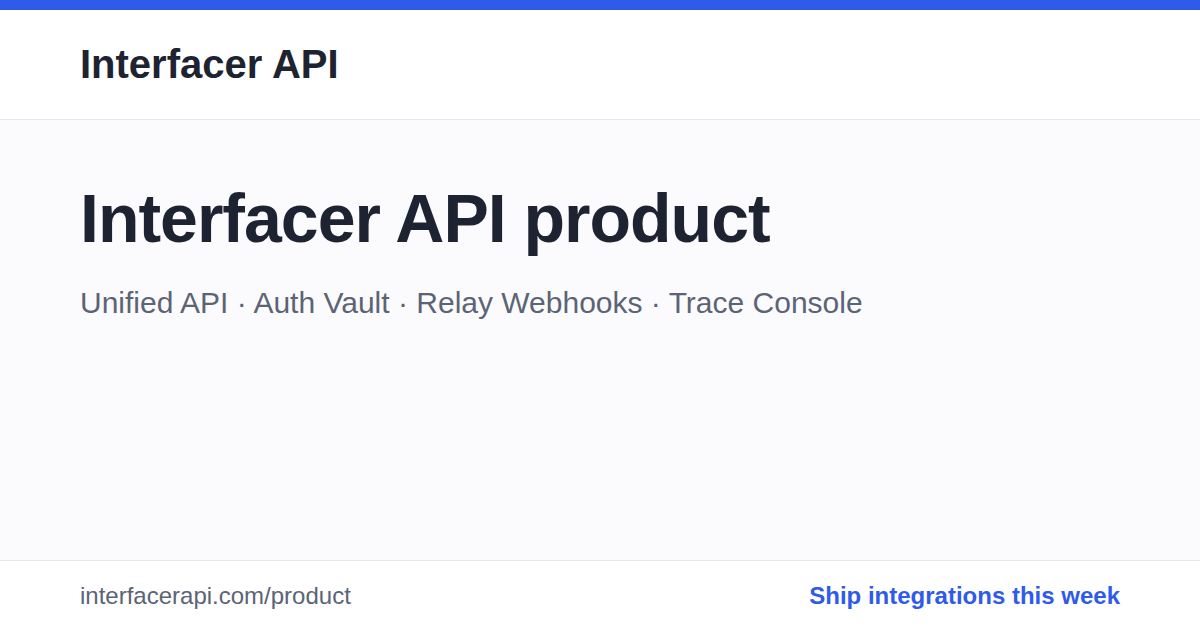 Interfacer API
Interfacer API product
Unified API · Auth Vault · Relay Webhooks · Trace Console
interfacerapi.com/product
Ship integrations this week